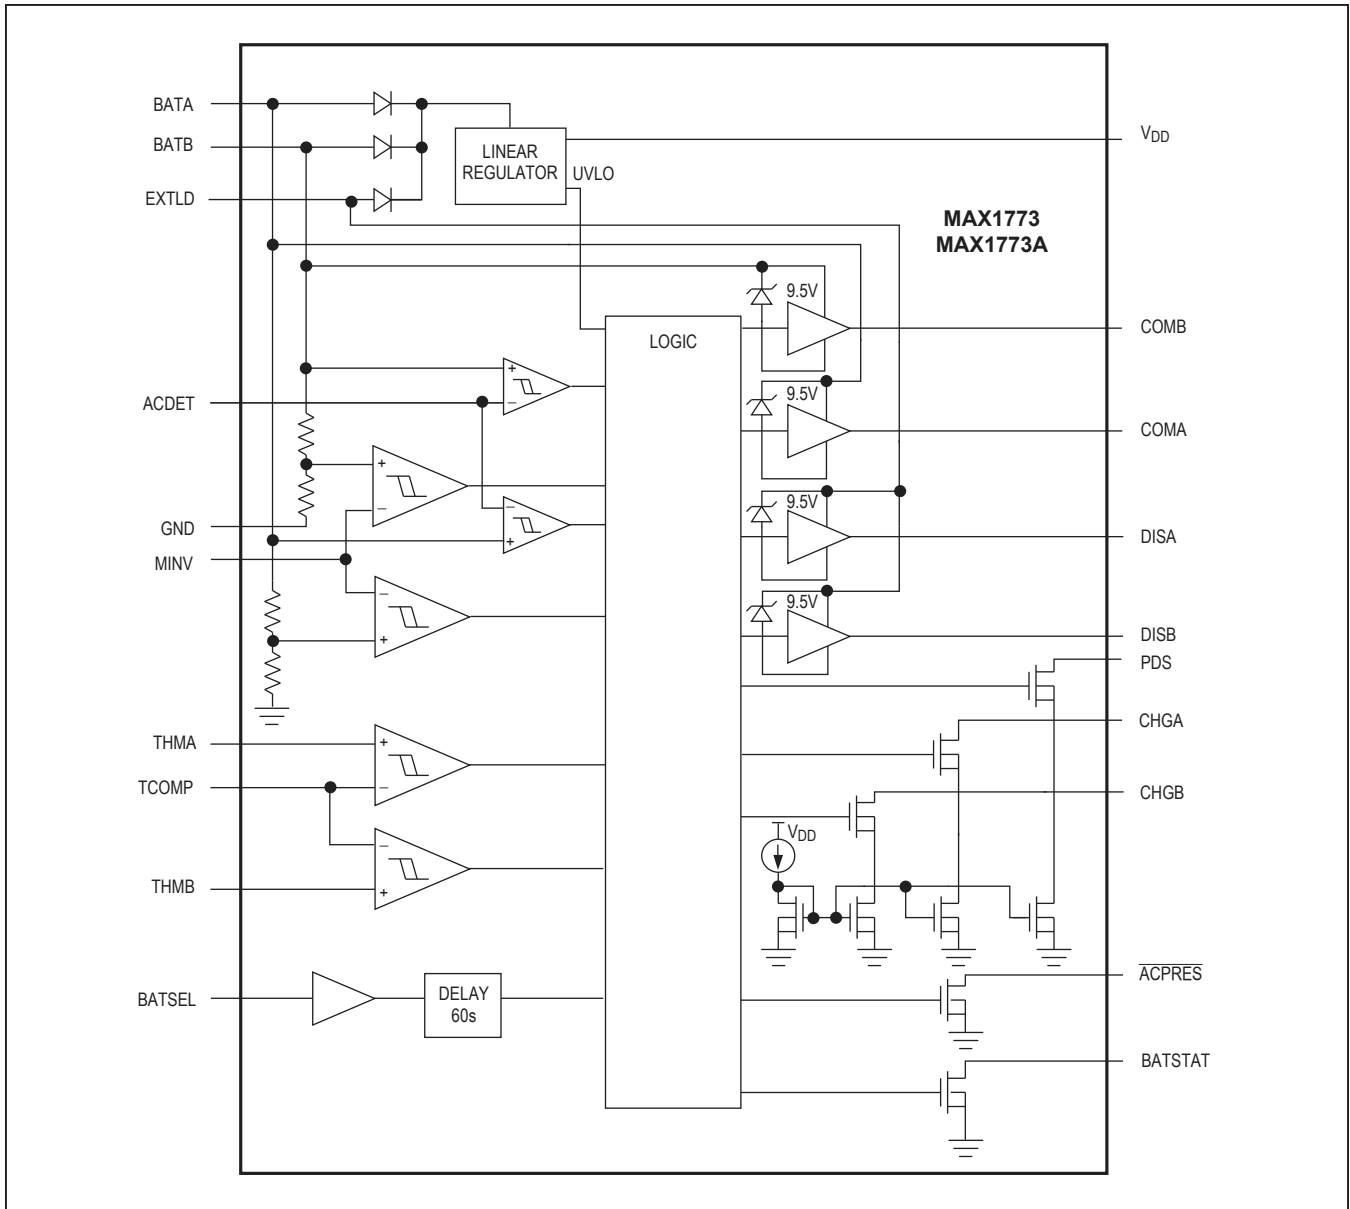 BATA
BATB
EXTLD
LINEAR
REGULATOR
UVLO
VDD
MAX1773
MAX1773A
9.5V
COMB
LOGIC
+
−
ACDET
9.5V
COMA
+
−
GND
−
+
9.5V
DISA
MINV
−
+
9.5V
DISB
PDS
CHGA
THMA
+
TCOMP
−
CHGB
VDD
−
THMB
+
ACPRES
BATSEL
DELAY
60s
BATSTAT